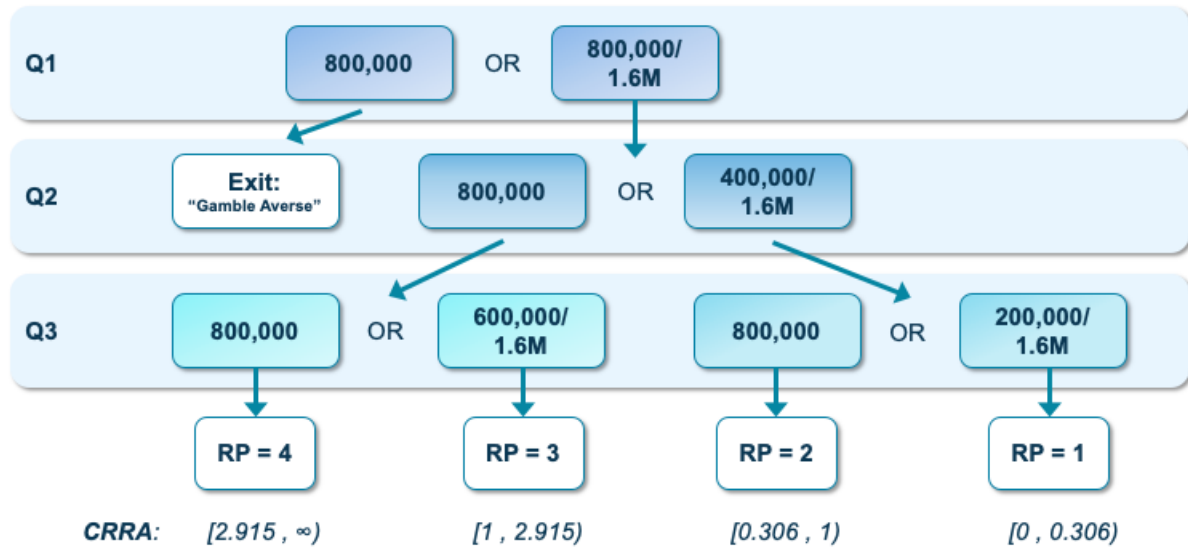 Q1
800,000
OR
800,000/
1.6M
Q2
Exit:
“Gamble Averse”
800,000
OR
400,000/
1.6M
Q3
800,000
OR
600,000/
1.6M
800,000
OR
200,000/
1.6M
RP = 4
RP = 3
RP = 2
RP = 1
CRRA: [2.915 , ∞) [1 , 2.915) [0.306 , 1) [0 , 0.306)